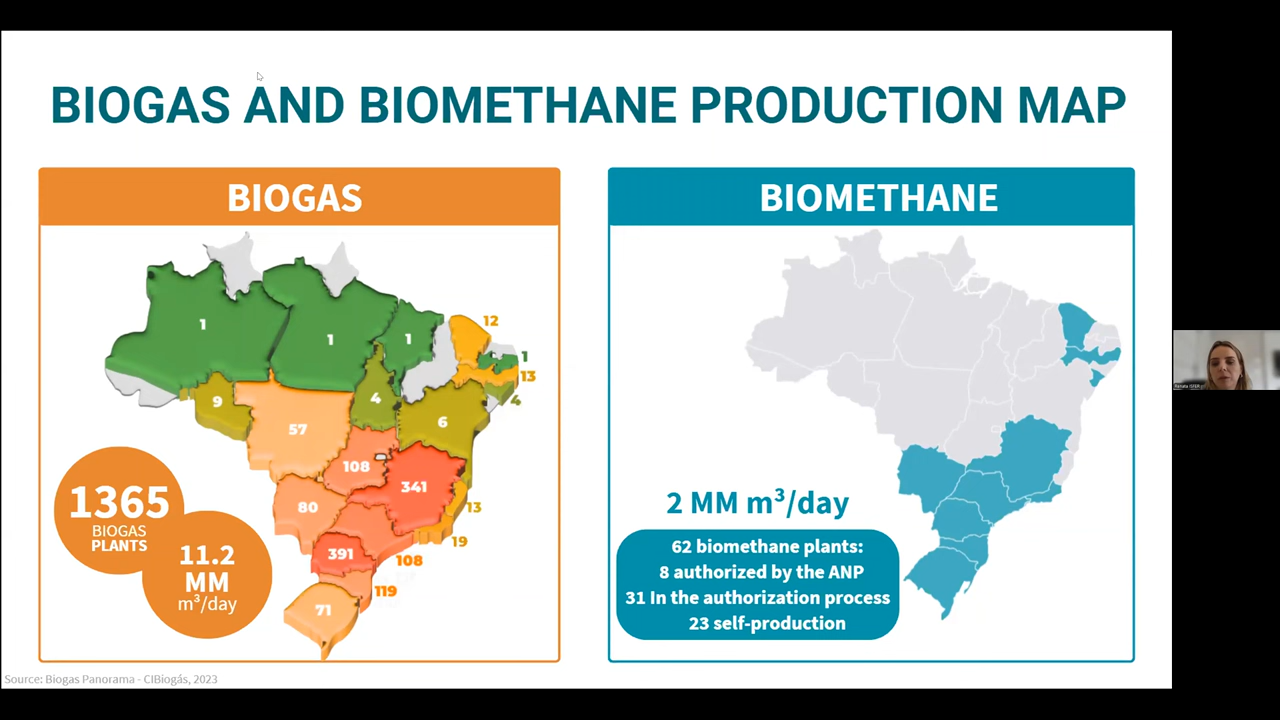 BIOGAS AND BIOMETHANE PRODUCTION MAP
BIOGAS
1
1
1
12
1
13
4
9
4
6
57
108
341
80
13
19
391
108
119
71
1365
BIOGAS
PLANTS
11.2
MM
m³/day
BIOMETHANE
2 MM m³/day
62 biomethane plants:
8 authorized by the ANP
31 In the authorization process
23 self-production
Source: Biogas Panorama - CIBiogás, 2023
Renata ISFER